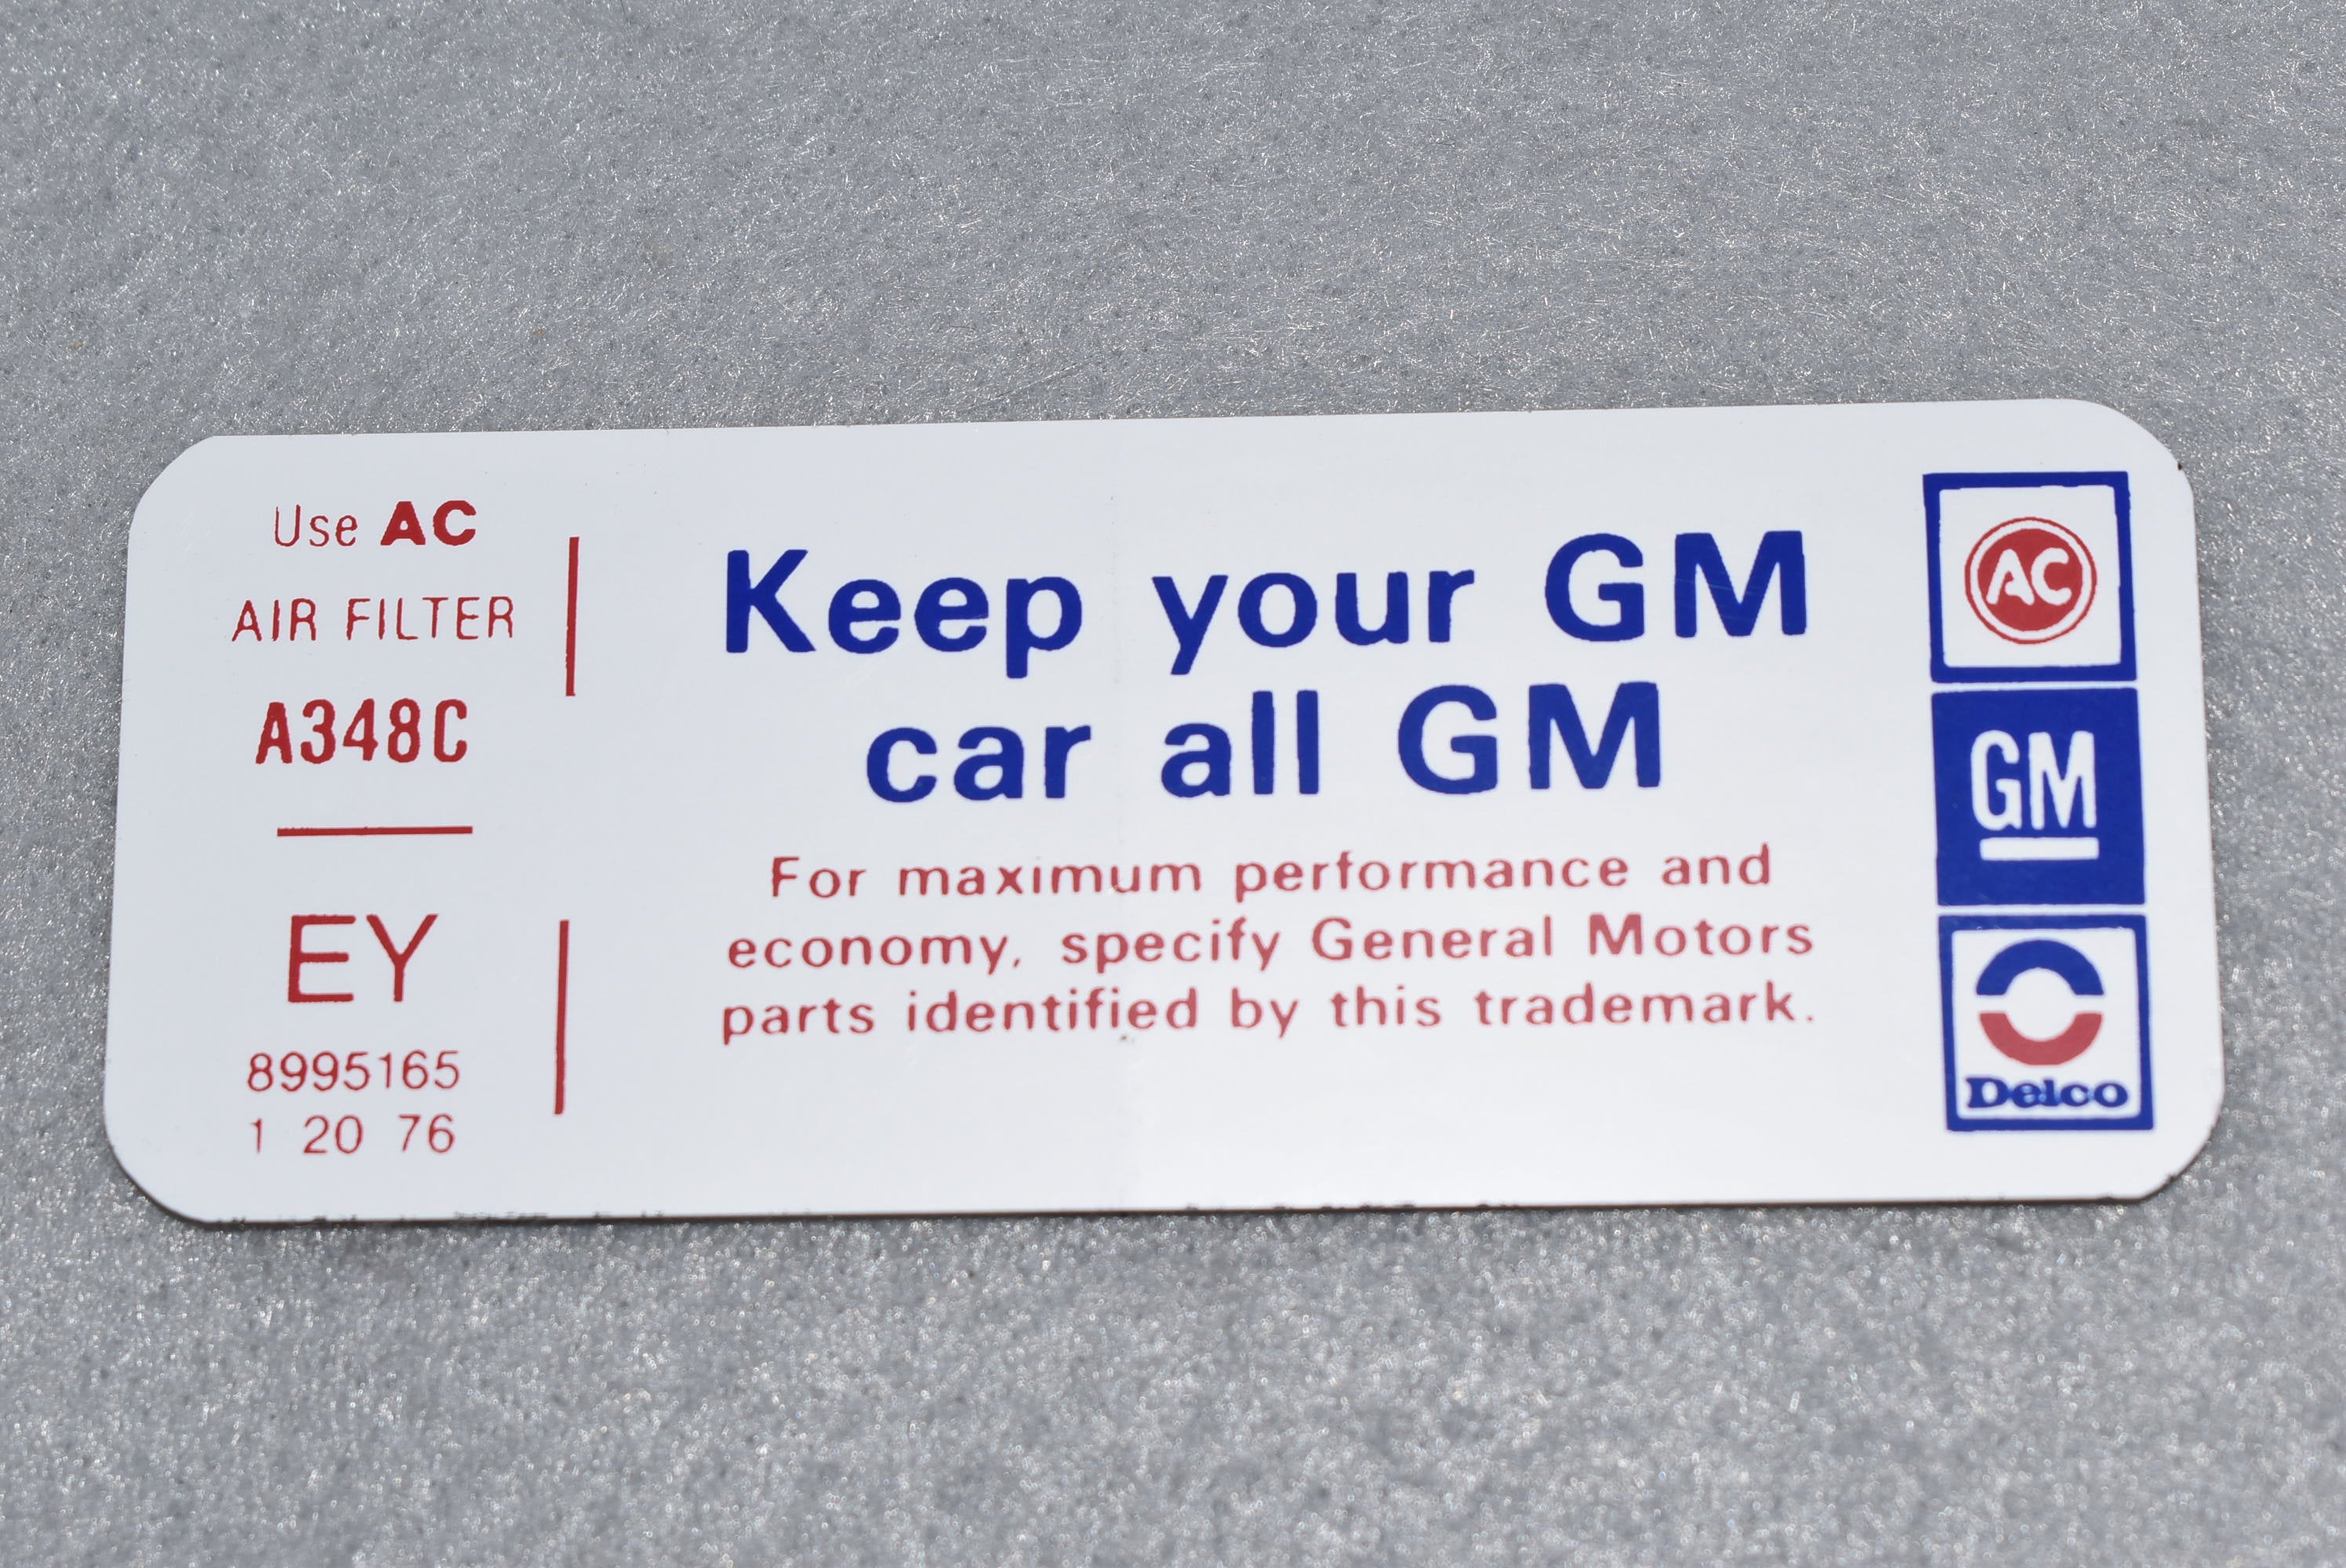 Use AC
AIR FILTER
A348C
EY
8995165
1 20 76
Keep your GM
car all GM
For maximum performance and
economy, specify General Motors
parts identified by this trademark.
AC
GM
Delco